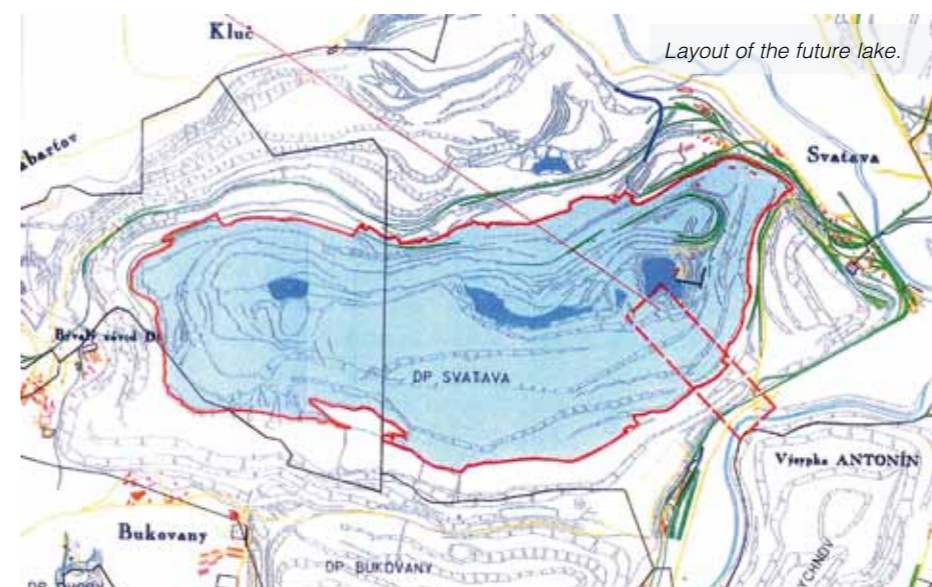 Layout of the future lake.
Kluč
Svatava
DP SVATAVA
Výsypka ANTONÍN
Bukovany
DP BUKOVANY